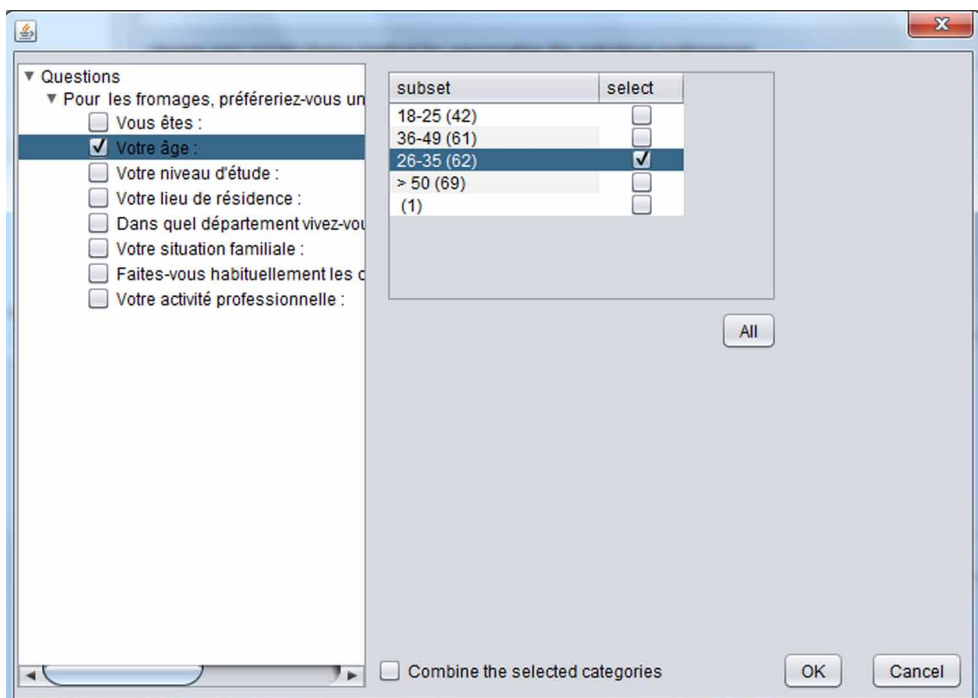 Questions
Pour les fromages, préféreriez-vous un
Vous êtes :
Votre âge :
Votre niveau d'étude :
Votre lieu de résidence :
Dans quel département vivez-vou
Votre situation familiale :
Faites-vous habituellement les c
Votre activité professionnelle :
subset select
18-25 (42)
36-49 (61)
26-35 (62)
> 50 (69)
(1)
All
Combine the selected categories
OK Cancel